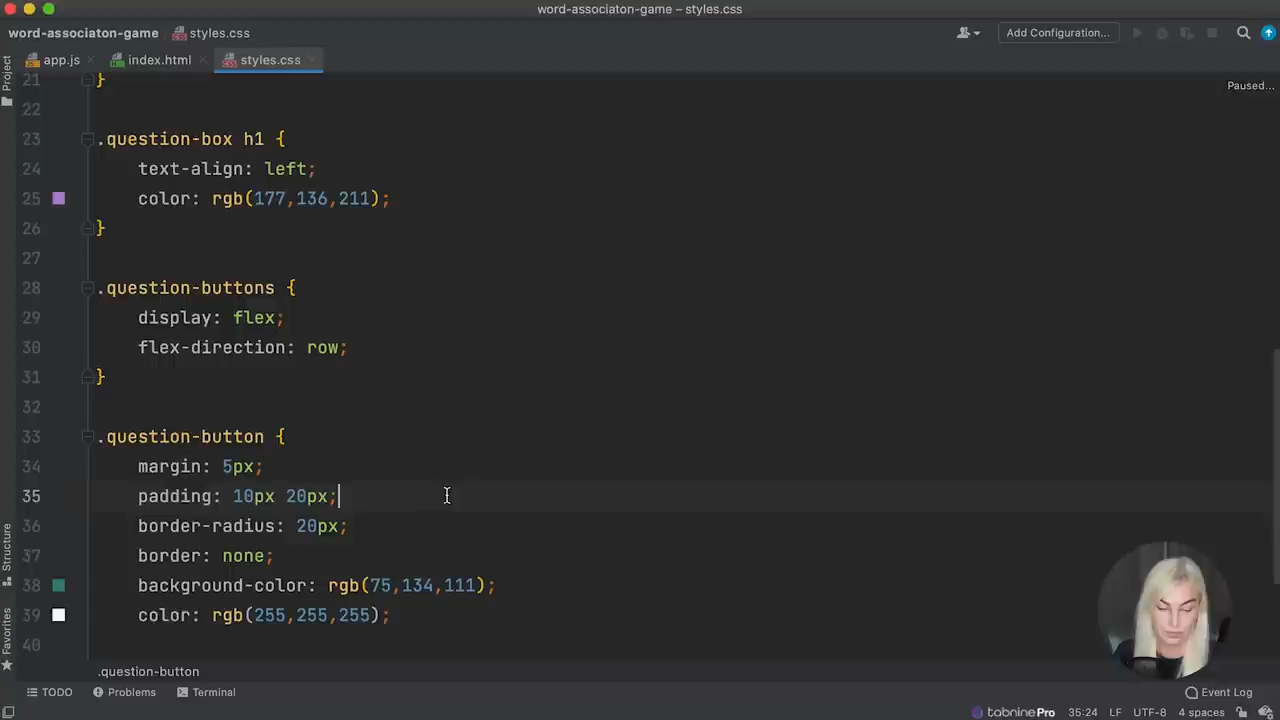 word-associaton-game – styles.css
word-associaton-game styles.css Add Configuration...
Project app.js index.html styles.css
21 }
Paused...
22
23 .question-box h1 {
24 text-align: left;
25 color: rgb(177,136,211);
26 }
27
28 .question-buttons {
29 display: flex;
30 flex-direction: row;
31 }
32
33 .question-button {
34 margin: 5px;
35 padding: 10px 20px;
36 border-radius: 20px;
37 border: none;
38 background-color: rgb(75,134,111);
39 color: rgb(255,255,255);
40
Structure
Favorites
.question-button
TODO Problems Terminal Event Log
tabnine Pro 35:24 LF UTF-8 4 spaces